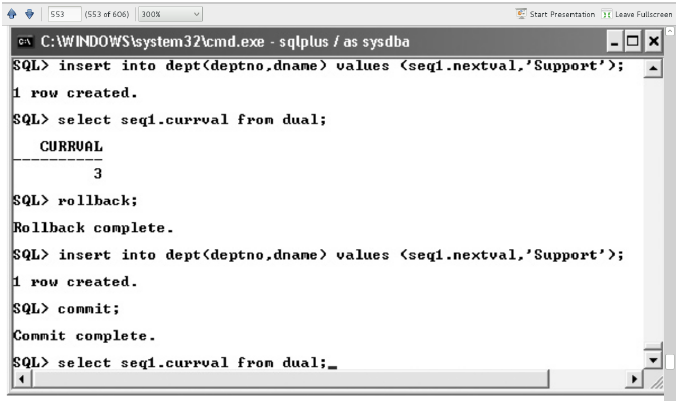 553 (553 of 606) 300% Start Presentation Leave Fullscreen
C:\WINDOWS\system32\cmd.exe - sqlplus / as sysdba
SQL> insert into dept(deptno,dname) values (seq1.nextval,'Support');
1 row created.
SQL> select seq1.currval from dual;
CURRVAL
----------
3
SQL> rollback;
Rollback complete.
SQL> insert into dept(deptno,dname) values (seq1.nextval,'Support');
1 row created.
SQL> commit;
Commit complete.
SQL> select seq1.currval from dual;_